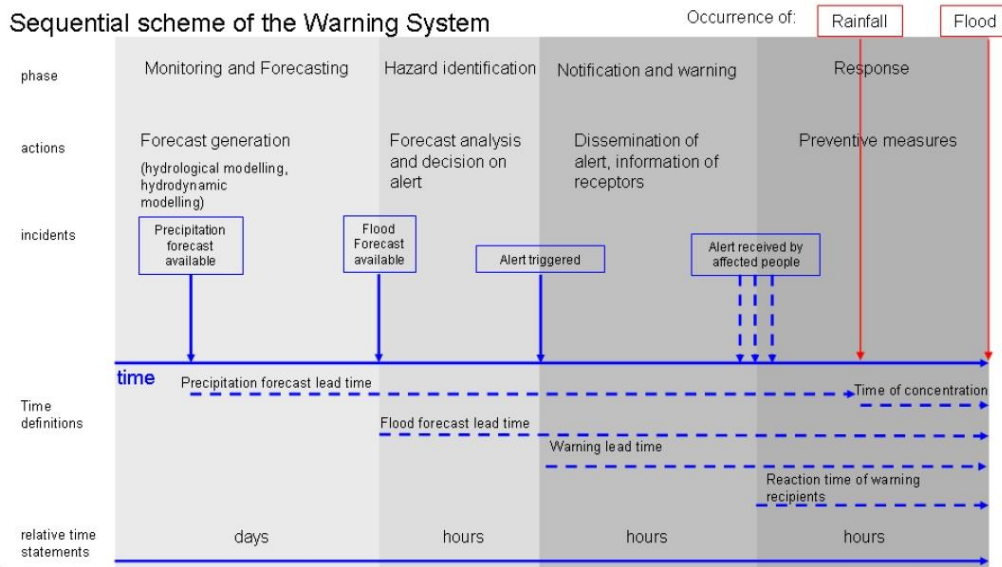 Sequential scheme of the Warning System
Occurrence of:
Rainfall
Flood
phase
Monitoring and Forecasting
Hazard identification
Notification and warning
Response
actions
Forecast generation
(hydrological modelling,
hydrodynamic
modelling)
Forecast analysis
and decision on
alert
Dissemination of
alert, information of
receptors
Preventive measures
incidents
Precipitation
forecast
available
Flood
Forecast
available
Alert triggered
Alert received by
affected people
time
Time
definitions
Precipitation forecast lead time
Time of concentration
Flood forecast lead time
Warning lead time
Reaction time of warning
recipients
relative time
statements
days
hours
hours
hours